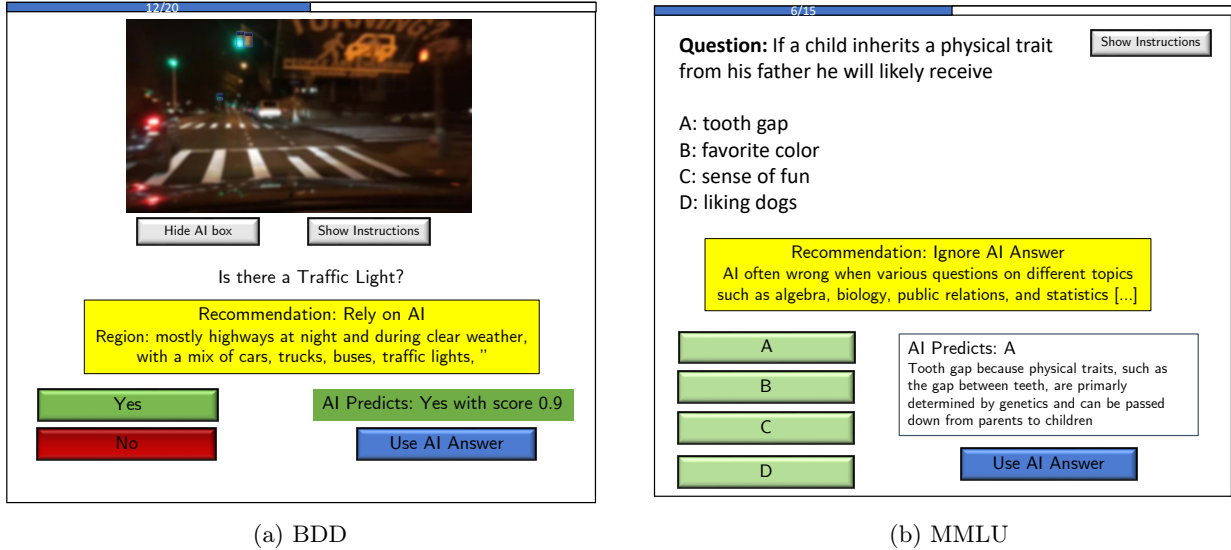 12/20
TURNING?
Hide AI box
Show Instructions
Is there a Traffic Light?
Recommendation: Rely on AI
Region: mostly highways at night and during clear weather,
with a mix of cars, trucks, buses, traffic lights, ”
Yes
AI Predicts: Yes with score 0.9
No
Use AI Answer
(a) BDD
6/15
Question: If a child inherits a physical trait
from his father he will likely receive
Show Instructions
A: tooth gap
B: favorite color
C: sense of fun
D: liking dogs
Recommendation: Ignore AI Answer
AI often wrong when various questions on different topics
such as algebra, biology, public relations, and statistics [...]
A
B
C
D
AI Predicts: A
Tooth gap because physical traits, such as
the gap between teeth, are primarily
determined by genetics and can be passed
down from parents to children
Use AI Answer
(b) MMLU